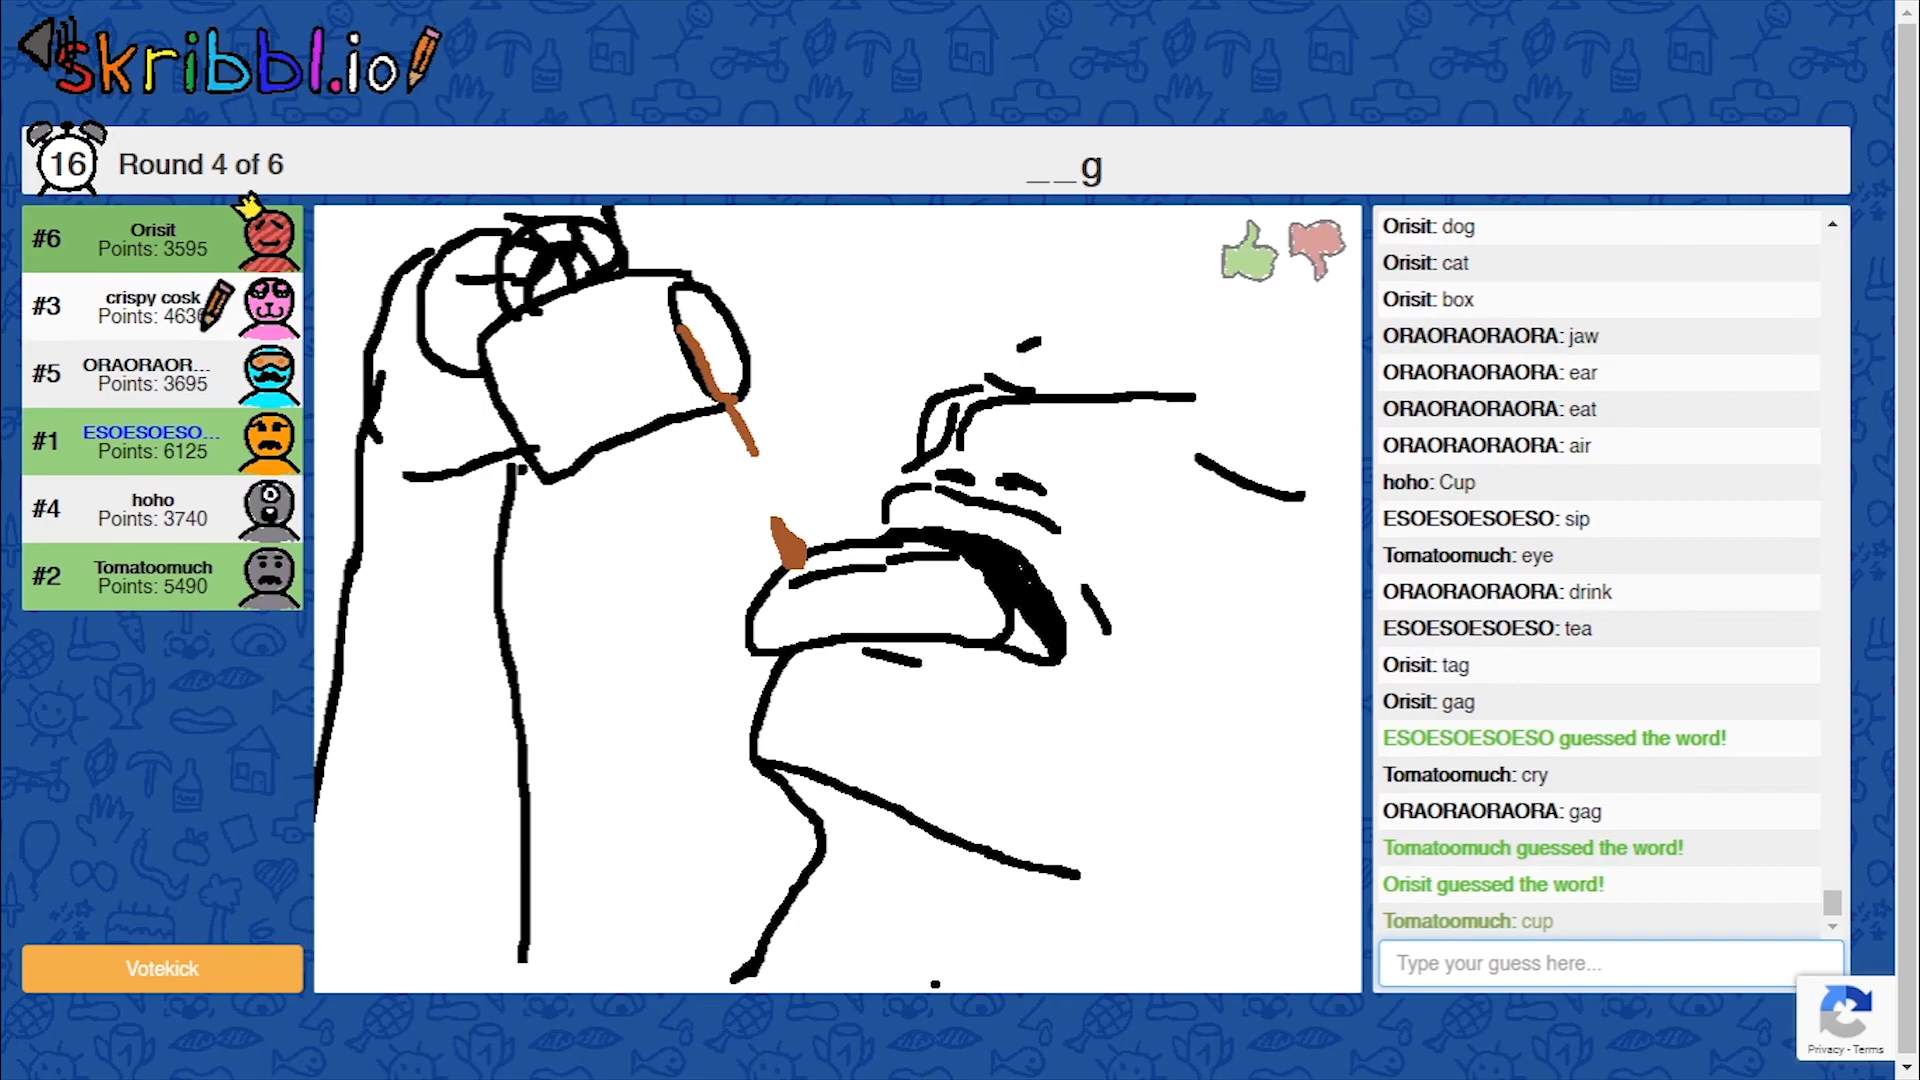 skribbl.io
16
Round 4 of 6
__g
#6
Orisit
Points: 3595
#3
crispy cosk
Points: 4636
#5
ORAORAOR...
Points: 3695
#1
ESOESOESO...
Points: 6125
#4
hoho
Points: 3740
#2
Tomatoomuch
Points: 5490
Votekick
Orisit: dog
Orisit: cat
Orisit: box
ORAORAORAORA: jaw
ORAORAORAORA: ear
ORAORAORAORA: eat
ORAORAORAORA: air
hoho: Cup
ESOESOESOESO: sip
Tomatoomuch: eye
ORAORAORAORA: drink
ESOESOESOESO: tea
Orisit: tag
Orisit: gag
ESOESOESOESO guessed the word!
Tomatoomuch: cry
ORAORAORAORA: gag
Tomatoomuch guessed the word!
Orisit guessed the word!
Tomatoomuch: cup
Type your guess here...
Privacy - Terms